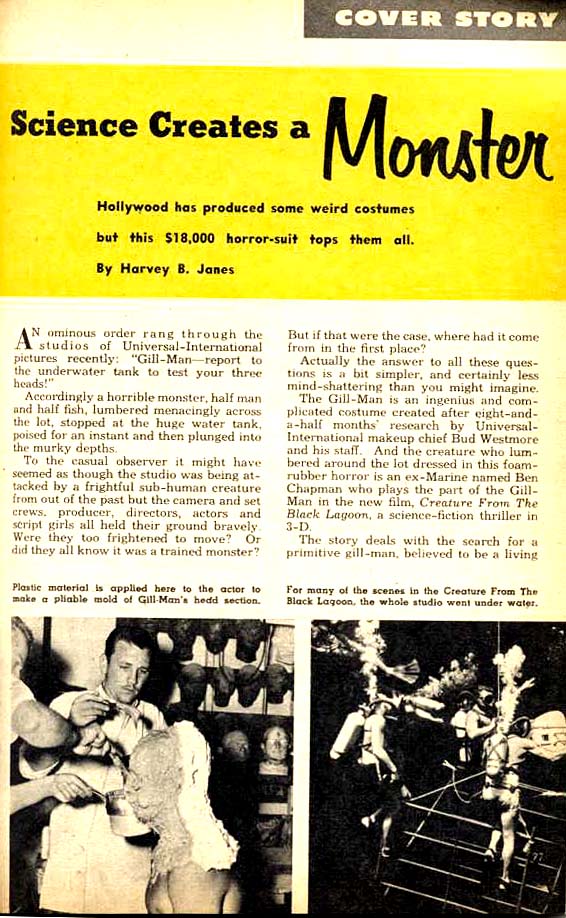 COVER STORY
Science Creates a Monster
Hollywood has produced some weird costumes
but this $18,000 horror-suit tops them all.
By Harvey B. Janes
AN ominous order rang through the
studios of Universal-International
pictures recently: “Gill-Man—report to
the underwater tank to test your three
heads!”
Accordingly a horrible monster, half man
and half fish, lumbered menacingly across
the lot, stopped at the huge water tank,
poised for an instant and then plunged into
the murky depths.
To the casual observer it might have
seemed as though the studio was being at-
tacked by a frightful sub-human creature
from out of the past but the camera and set
crews, producer, directors, actors and
script girls all held their ground bravely.
Were they too frightened to move? Or
did they all know it was a trained monster?
But if that were the case, where had it come
from in the first place?
Actually the answer to all these ques-
tions is a bit simpler, and certainly less
mind-shattering than you might imagine.
The Gill-Man is an ingenius and com-
plicated costume created after eight-and-
a-half months’ research by Universal-
International makeup chief Bud Westmore
and his staff. And the creature who lum-
bered around the lot dressed in this foam-
rubber horror is an ex-Marine named Ben
Chapman who plays the part of the Gill-
Man in the new film, Creature From The
Black Lagoon, a science-fiction thriller in
3-D.
The story deals with the search for a
primitive gill-man, believed to be a living
Plastic material is applied here to the actor to
make a pliable mold of Gill-Man’s head section.
For many of the scenes in the Creature From The
Black Lagoon, the whole studio went under water.
77